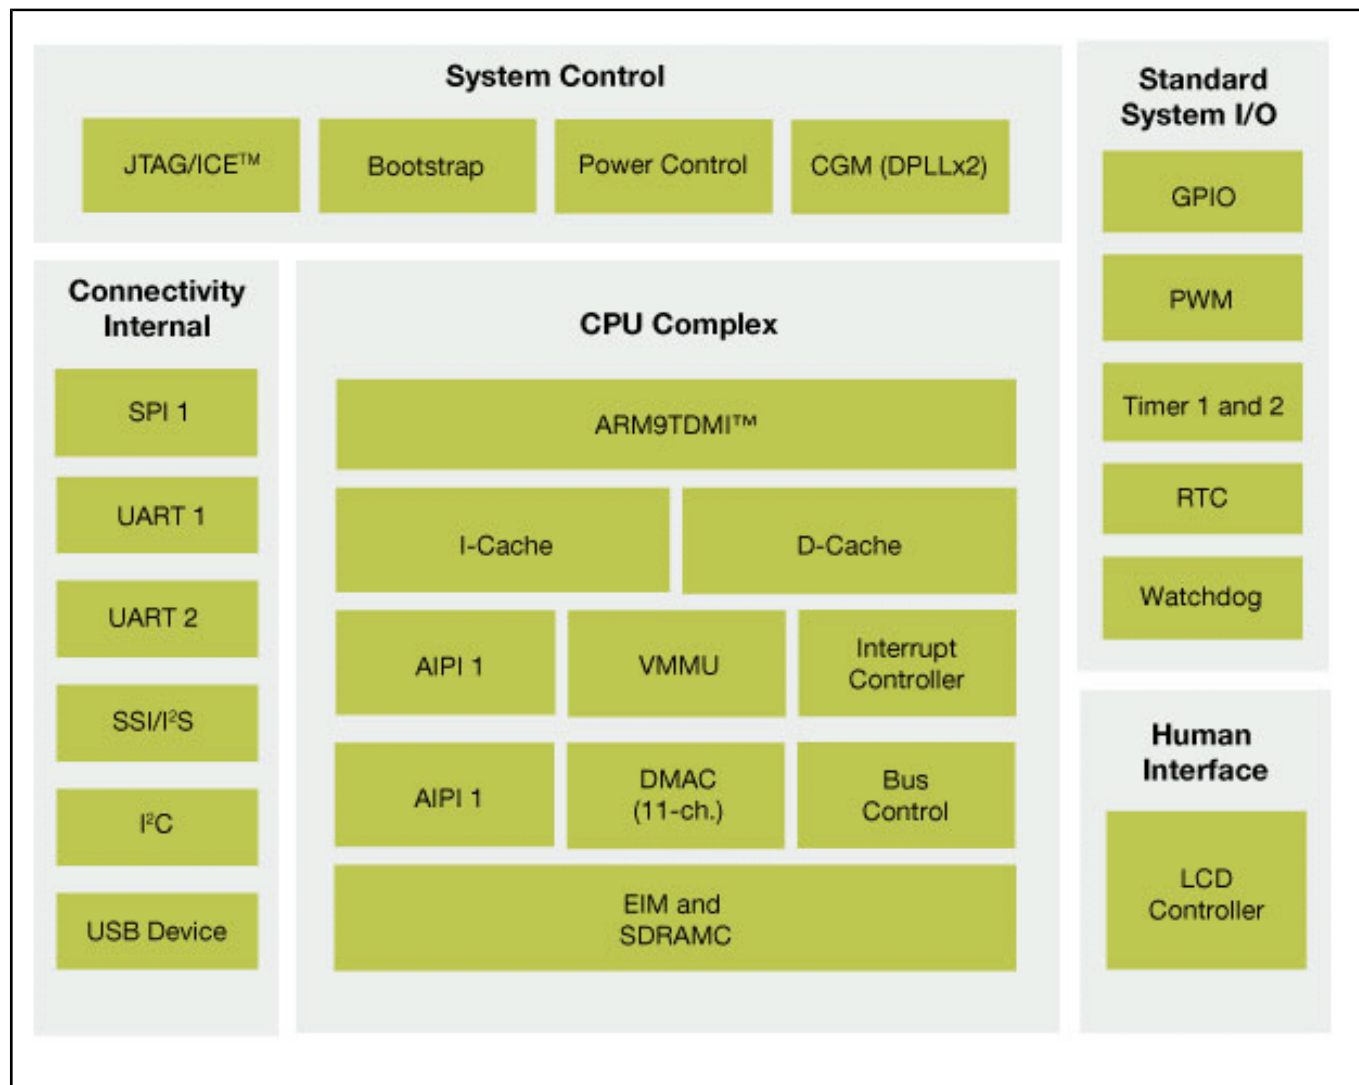 System Control
JTAG/ICE™
Bootstrap
Power Control
CGM (DPLLx2)
Standard
System I/O
GPIO
PWM
Timer 1 and 2
RTC
Watchdog
Connectivity
Internal
SPI 1
UART 1
UART 2
SSI/I²S
I²C
USB Device
CPU Complex
ARM9TDMI™
I-Cache
D-Cache
AIPI 1
VMMU
Interrupt
Controller
AIPI 1
DMAC
(11-ch.)
Bus
Control
EIM and
SDRAMC
Human
Interface
LCD
Controller